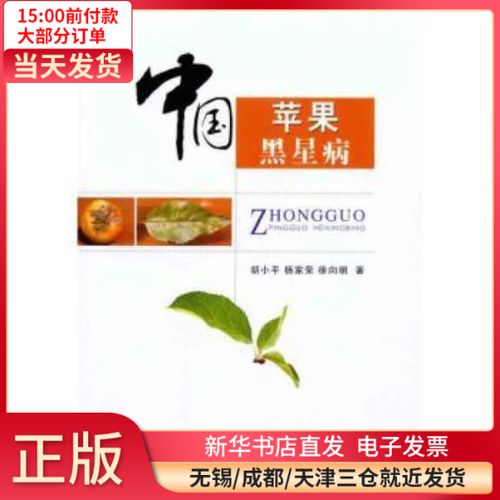 15:00前付款
大部分订单
当天发货
中国
苹果
黑星病
ZHONGGUO
PINGGUO HEIXINGBING
胡小平 杨家荣 徐向明 著
正版
新华书店直发 电子发票
无锡/成都/天津三仓就近发货